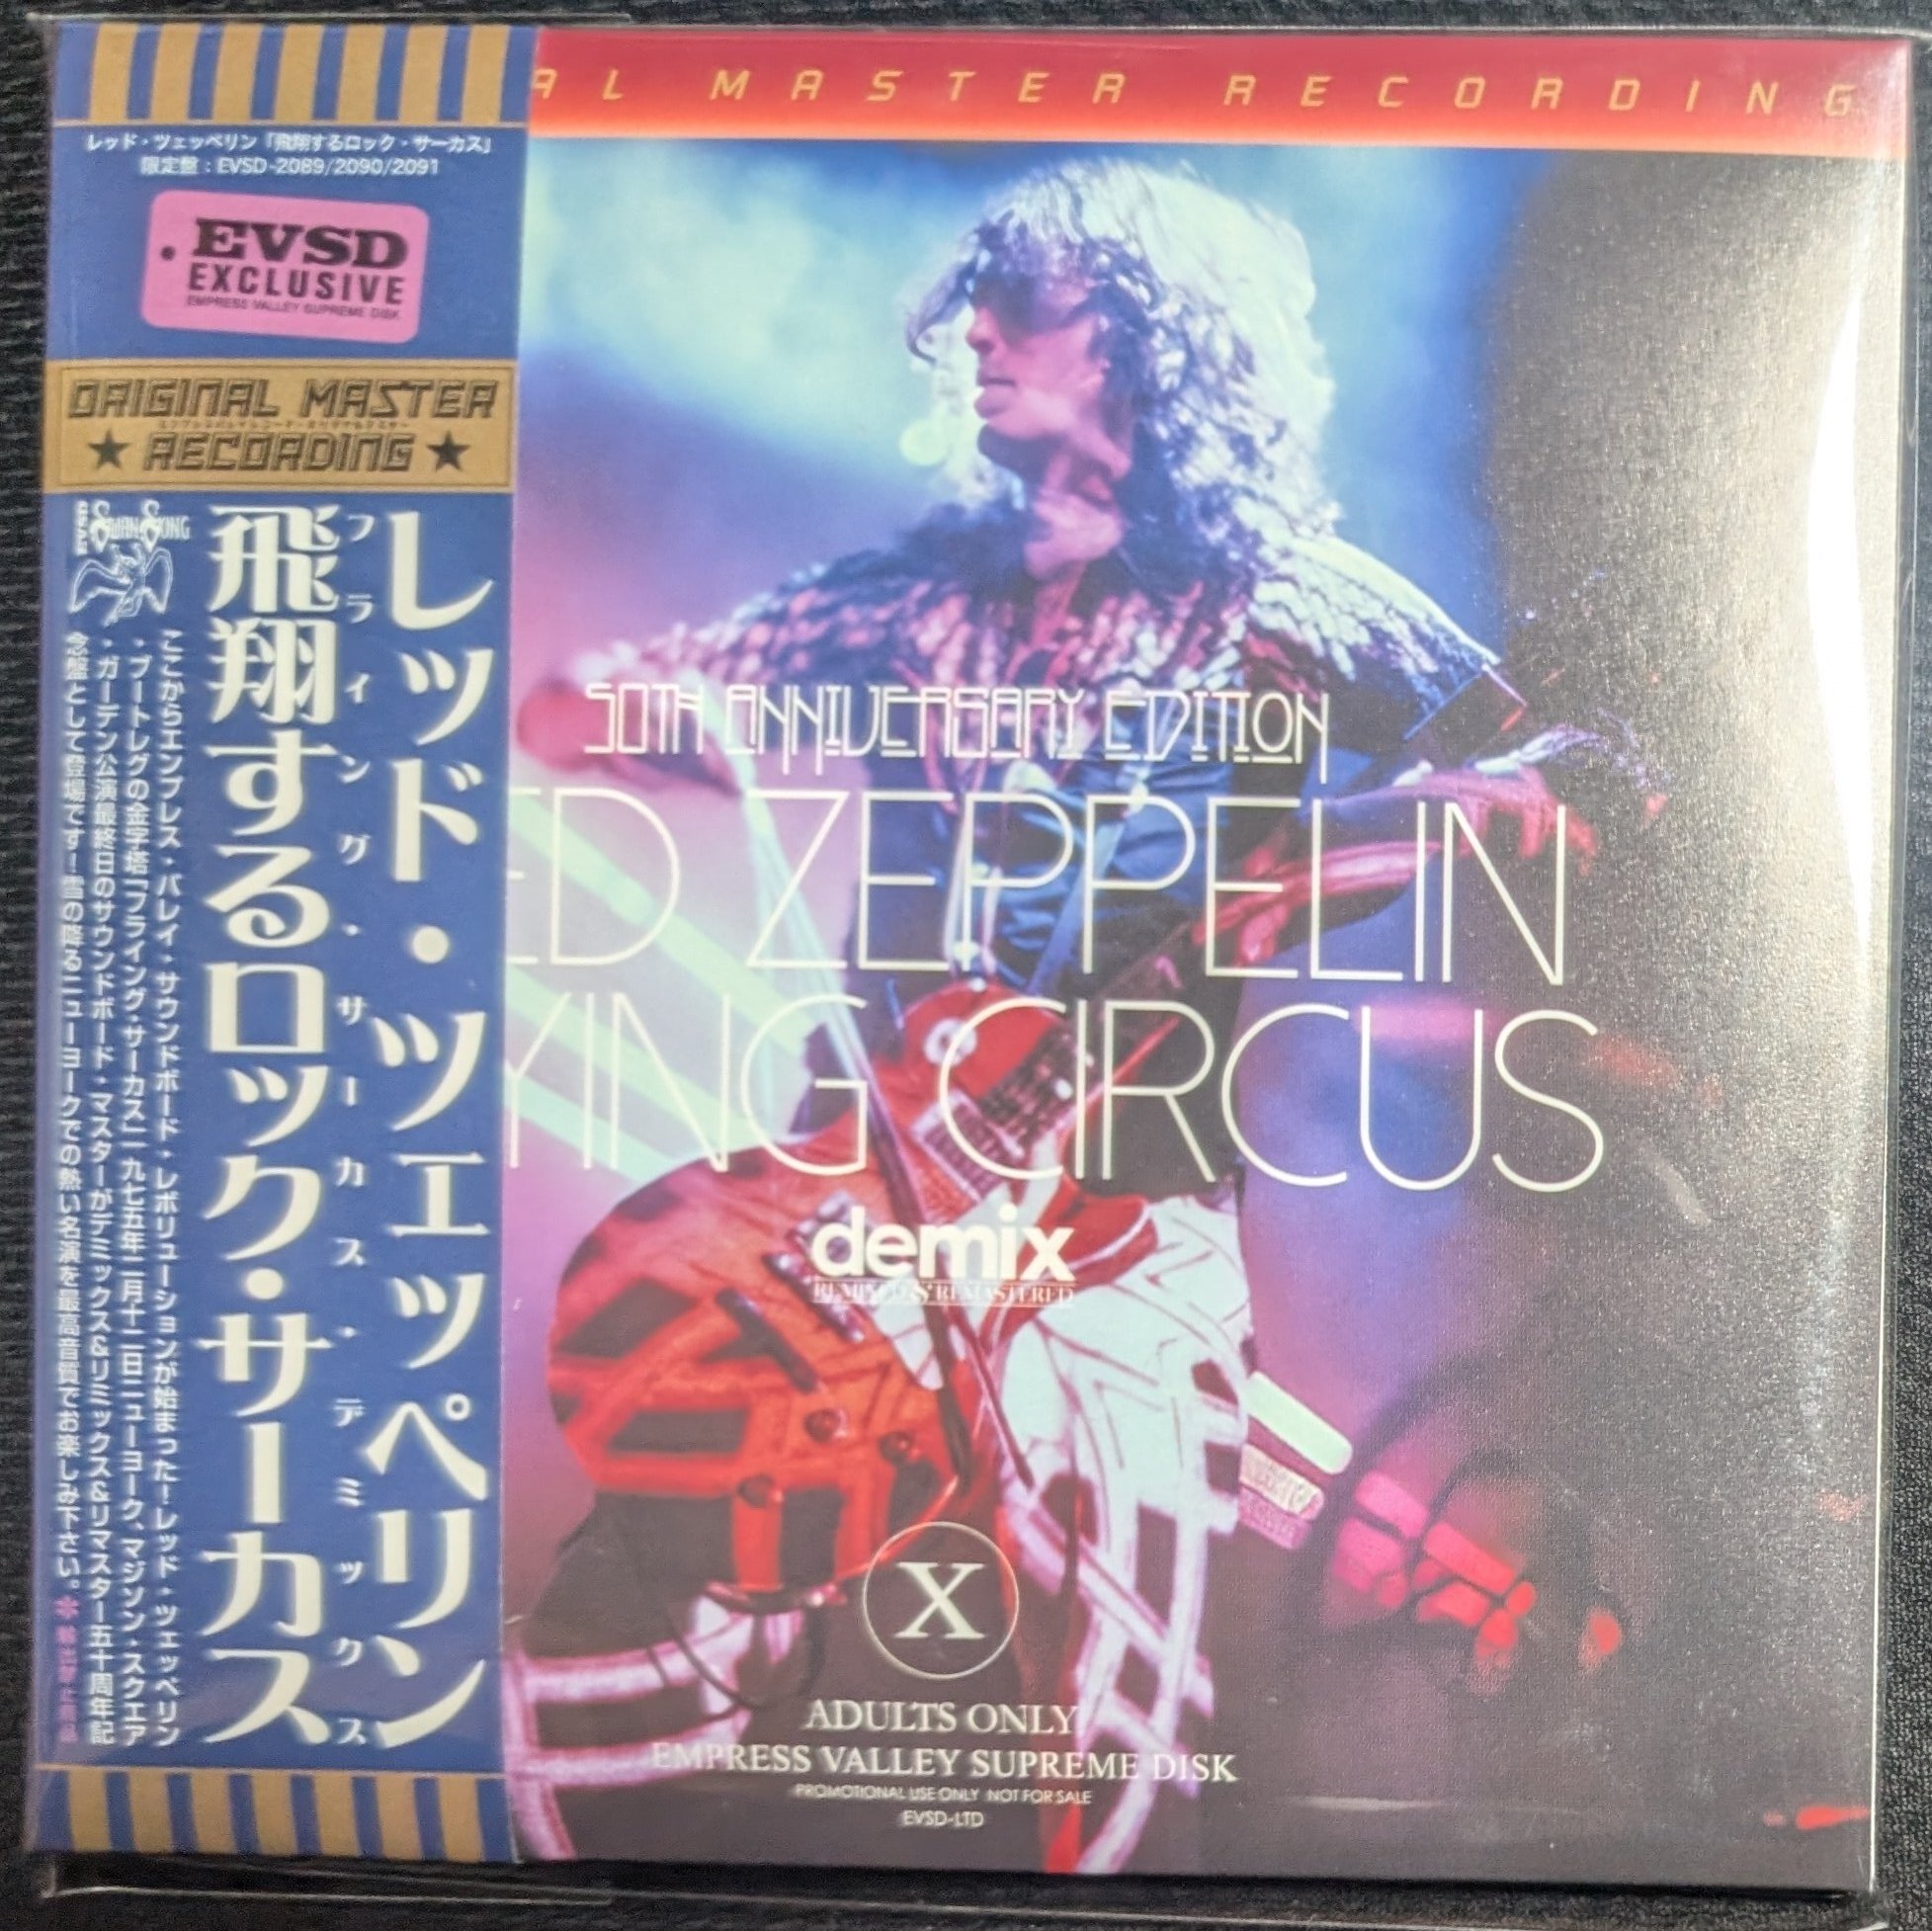 AL MASTER RECORDING
レッド・ツェッペリン「飛翔するロック・サーカス」
限定盤：EVSD-2089/2090/2091
EVSD
EXCLUSIVE
EMPRESS VALLEY SUPREME DISK
ORIGINAL MASTER
★ RECORDING ★
レッド・ツェッペリン
フライング・サーカス・デミックス
飛翔するロック・サーカス
SWAN SONG
ここからエンプレス・バレイ・サウンドボード・レボリューションが始まった！レッド・ツェッペリン
・ブートレグの金字塔「フライング・サーカス」一九七五年二月十二日ニューヨーク、マジソン・スクエア
・ガーデン公演最終日のサウンドボード・マスターがデミックス&リミックス&リマスター五十周年記
念盤として登場です！雪の降るニューヨークでの熱い名演を最高音質でお楽しみ下さい。
50TH ANNIVERSARY EDITION
ED ZEPPELIN
YING CIRCUS
demix
REMIXED & REMASTERED
X
ADULTS ONLY
EMPRESS VALLEY SUPREME DISK
PROMOTIONAL USE ONLY NOT FOR SALE
EVSD-LTD